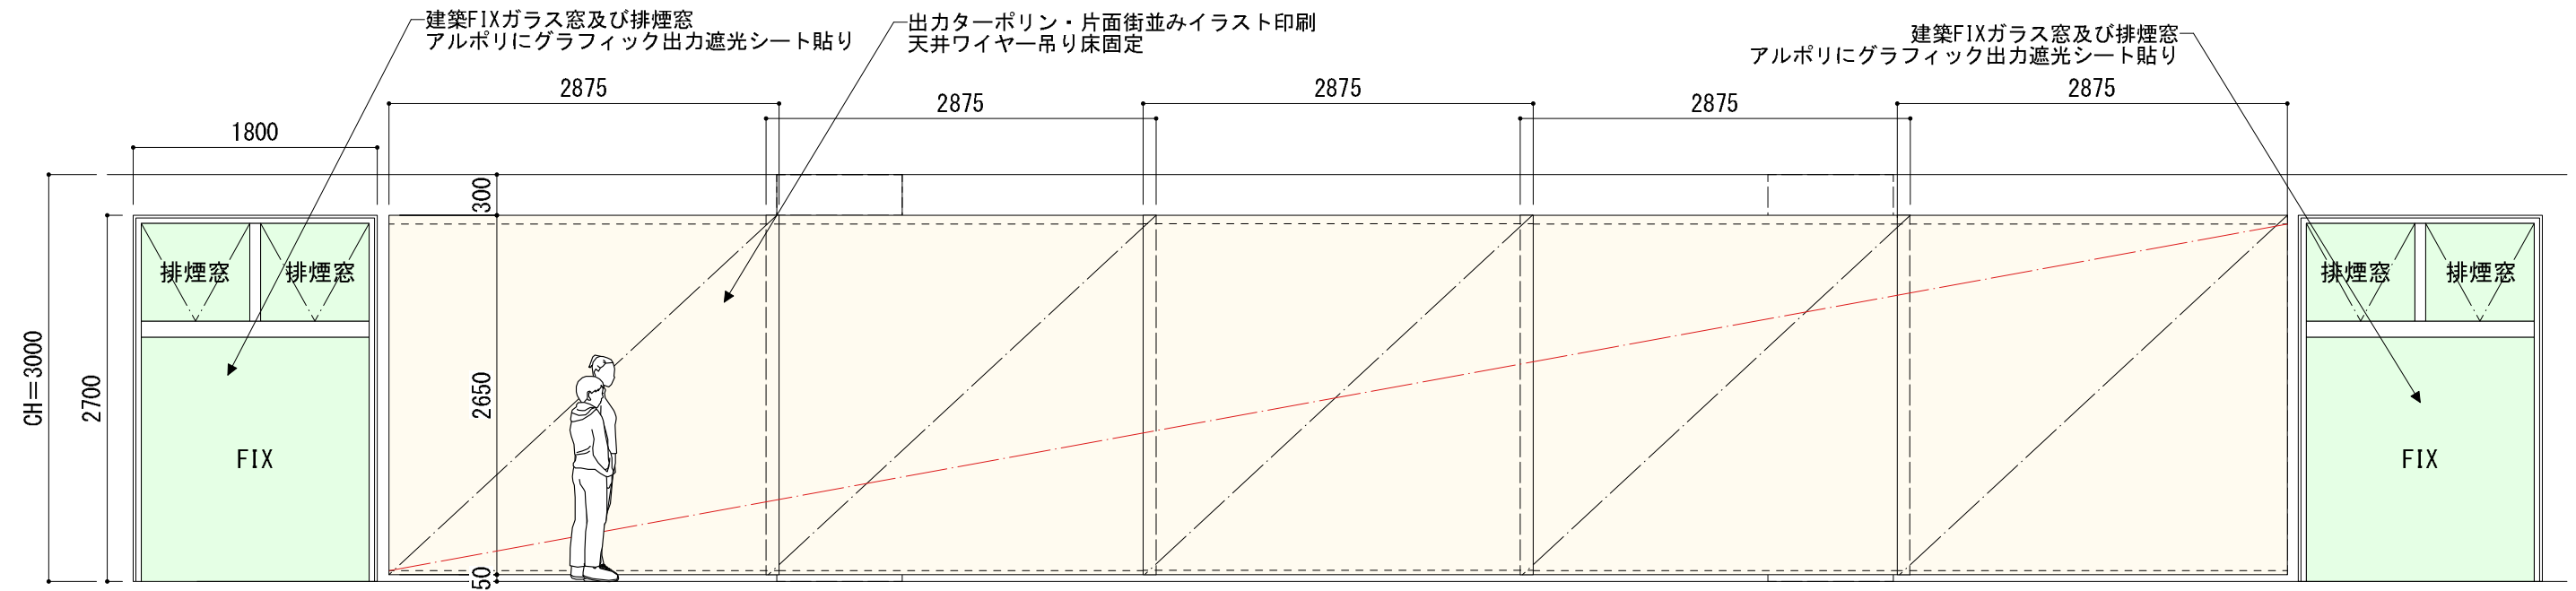 建築FIXガラス窓及び排煙窓
アルポリにグラフィック出力遮光シート貼り
出力ターポリン・片面街並みイラスト印刷
天井ワイヤー吊り床固定
建築FIXガラス窓及び排煙窓
アルポリにグラフィック出力遮光シート貼り
2875
2875
2875
2875
2875
1800
300
CH=3000
2700
2650
50
排煙窓
排煙窓
FIX
排煙窓
排煙窓
FIX